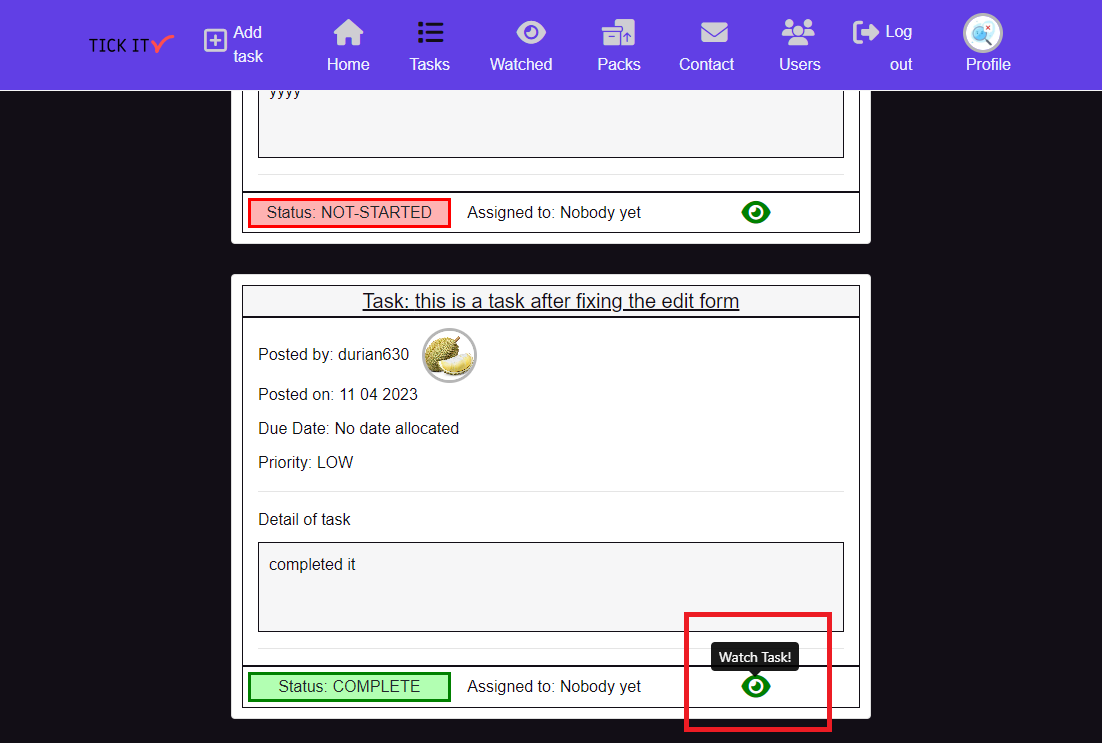 TICK IT
Add
task
Home
Tasks
Watched
Packs
Contact
Users
Log
out
Profile
yyyy
Status: NOT-STARTED
Assigned to: Nobody yet
Task: this is a task after fixing the edit form
Posted by: durian630
Posted on: 11 04 2023
Due Date: No date allocated
Priority: LOW
Detail of task
completed it
Watch Task!
Status: COMPLETE
Assigned to: Nobody yet